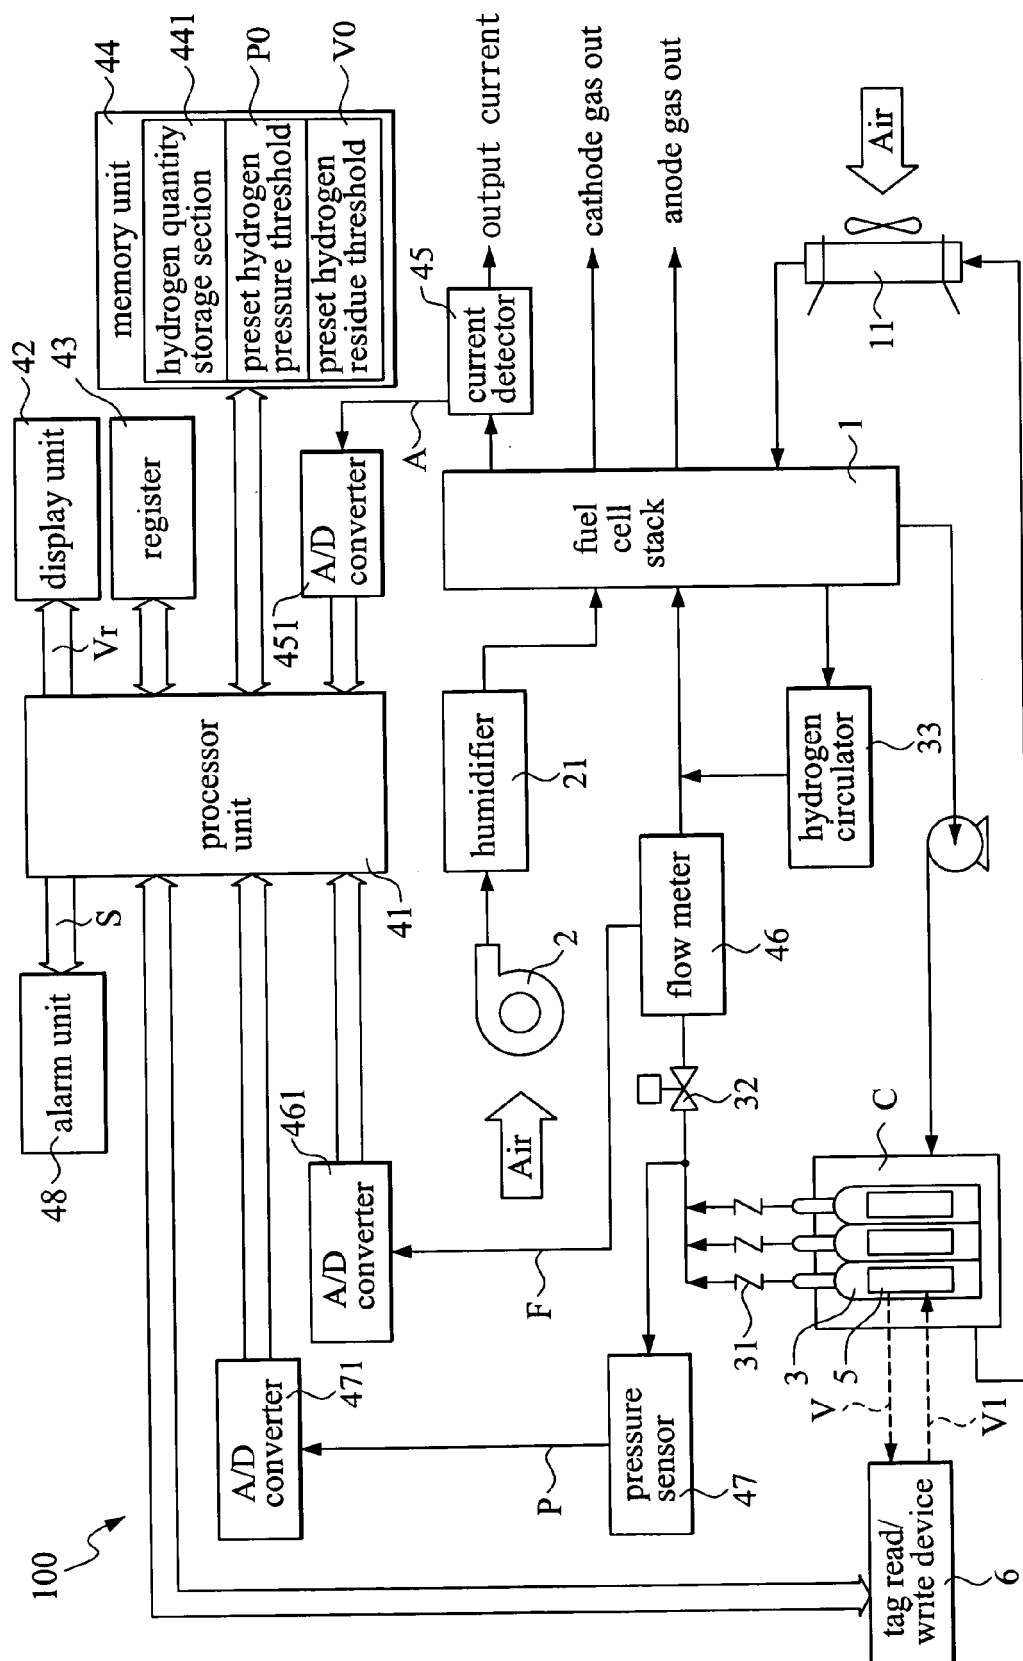 100
48
alarm unit
S
Vr
display unit
42
register
43
processor
unit
41
memory unit
44
hydrogen quantity
storage section
441
preset hydrogen
pressure threshold
P0
preset hydrogen
residue threshold
V0
A/D
converter
471
A/D
converter
461
A/D
converter
451
A
current
detector
45
output current
cathode gas out
anode gas out
Air
2
humidifier
21
fuel
cell
stack
1
Air
11
F
P
pressure
sensor
47
32
flow meter
46
hydrogen
circulator
33
31
3
5
C
V
V1
tag read/
write device
6